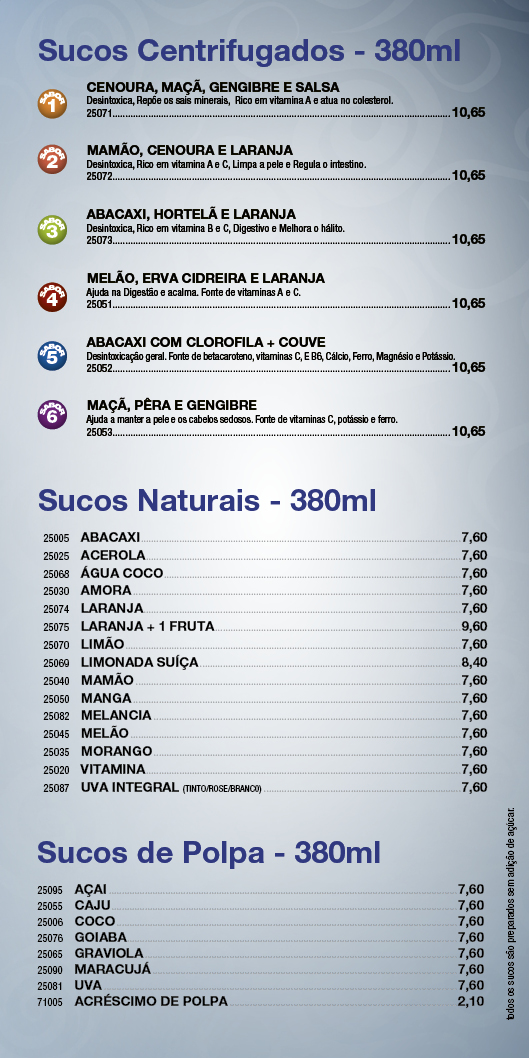 Sucos Centrifugados - 380ml
SABOR 1
CENOURA, MAÇÃ, GENGIBRE E SALSA
Desintoxica, Repõe os sais minerais, Rico em vitamina A e atua no colesterol.
25071 10,65
SABOR 2
MAMÃO, CENOURA E LARANJA
Desintoxica, Rico em vitamina A e C, Limpa a pele e Regula o intestino.
25072 10,65
SABOR 3
ABACAXI, HORTELÃ E LARANJA
Desintoxica, Rico em vitamina B e C, Digestivo e Melhora o hálito.
25073 10,65
SABOR 4
MELÃO, ERVA CIDREIRA E LARANJA
Ajuda na Digestão e acalma. Fonte de vitaminas A e C.
25051 10,65
SABOR 5
ABACAXI COM CLOROFILA + COUVE
Desintoxicação geral. Fonte de betacaroteno, vitaminas C, E B6, Cálcio, Ferro, Magnésio e Potássio.
25052 10,65
SABOR 6
MAÇÃ, PÊRA E GENGIBRE
Ajuda a manter a pele e os cabelos sedosos. Fonte de vitaminas C, potássio e ferro.
25053 10,65
Sucos Naturais - 380ml
25005 ABACAXI 7,60
25025 ACEROLA 7,60
25068 ÁGUA COCO 7,60
25030 AMORA 7,60
25074 LARANJA 7,60
25075 LARANJA + 1 FRUTA 9,60
25070 LIMÃO 7,60
25069 LIMONADA SUÍÇA 8,40
25040 MAMÃO 7,60
25050 MANGA 7,60
25082 MELANCIA 7,60
25045 MELÃO 7,60
25035 MORANGO 7,60
25020 VITAMINA 7,60
25087 UVA INTEGRAL (TINTO/ROSE/BRANCO) 7,60
Sucos de Polpa - 380ml
25095 AÇAI 7,60
25055 CAJU 7,60
25006 COCO 7,60
25076 GOIABA 7,60
25065 GRAVIOLA 7,60
25090 MARACUJÁ 7,60
25081 UVA 7,60
71005 ACRÉSCIMO DE POLPA 2,10
todos os sucos são preparados sem adição de açúcar.